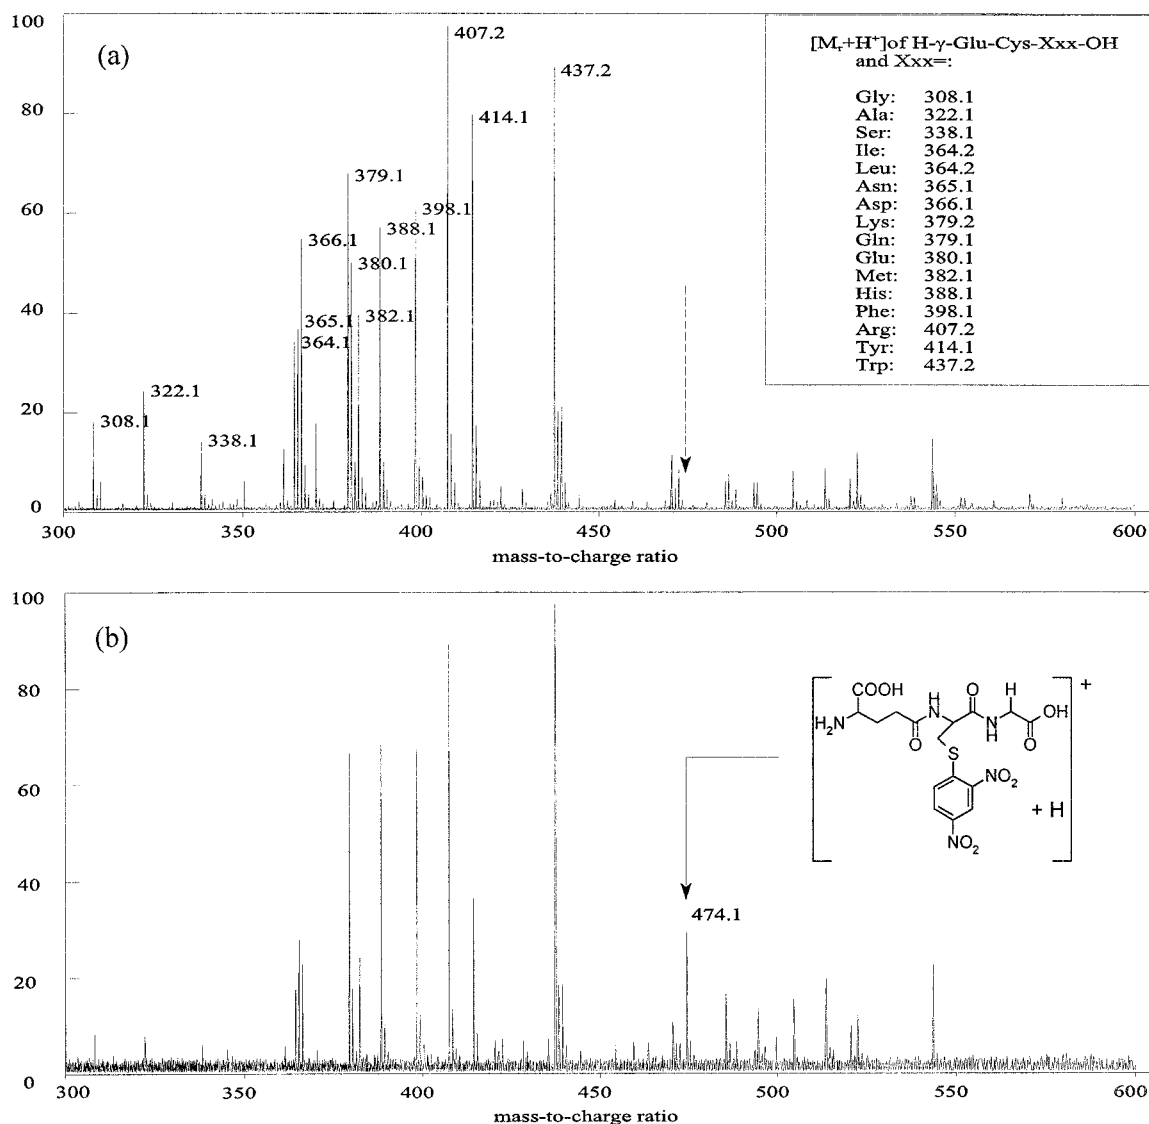 100
80
60
40
20
0
(a)
308.1
322.1
338.1
364.1
365.1
366.1
379.1
380.1
382.1
388.1
398.1
407.2
414.1
437.2
[Mr+H+]of H-γ-Glu-Cys-Xxx-OH
and Xxx=:
Gly: 308.1
Ala: 322.1
Ser: 338.1
Ile: 364.2
Leu: 364.2
Asn: 365.1
Asp: 366.1
Lys: 379.2
Gln: 379.1
Glu: 380.1
Met: 382.1
His: 388.1
Phe: 398.1
Arg: 407.2
Tyr: 414.1
Trp: 437.2
300 350 400 450 500 550 600
mass-to-charge ratio
100
80
60
40
20
0
(b)
COOH
H2N
O
H
N
O
N
H
H
O
OH
S
NO2
NO2
+ H
+
474.1
300 350 400 450 500 550 600
mass-to-charge ratio